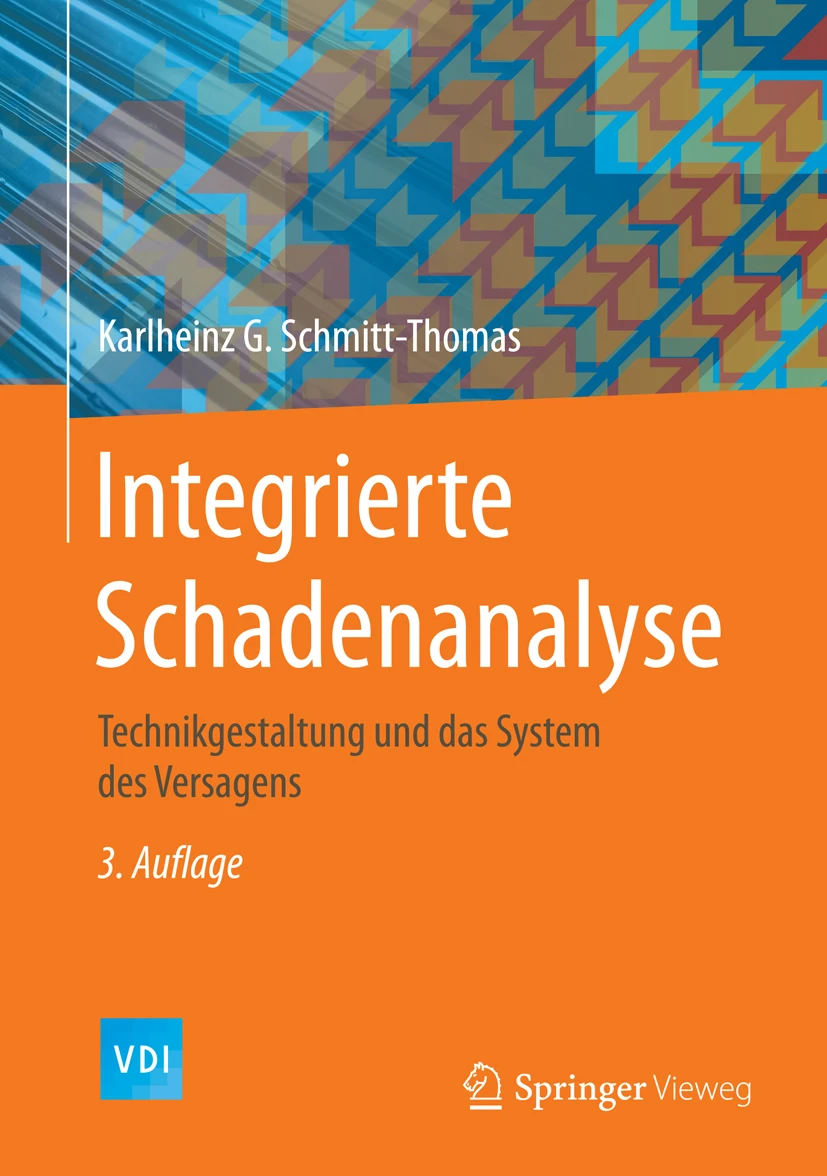 Karlheinz G. Schmitt-Thomas
Integrierte
Schadenanalyse
Technikgestaltung und das System
des Versagens
3. Auflage
VDI
Springer Vieweg